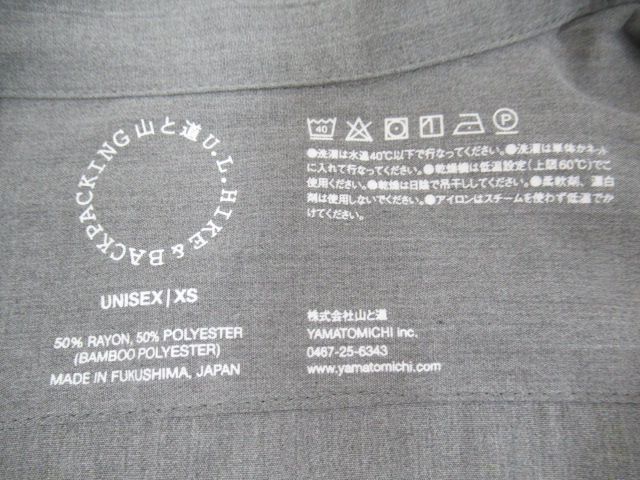 山と道 U.L. HIKE & BACKPACKING
UNISEX | XS
50% RAYON, 50% POLYESTER
(BAMBOO POLYESTER)
MADE IN FUKUSHIMA, JAPAN
40
1
P
●洗濯は水温40℃以下で行なってください。●洗濯は単体かネット
に入れて行なってください。●乾燥機は低温設定(上限60℃)でご
使用ください。●乾燥は日陰で吊干ししてください。●柔軟剤、漂白
剤は使用しないでください。●アイロンはスチームを使わず低温でか
けてください。
株式会社山と道
YAMATOMICHI inc.
0467-25-6343
www.yamatomichi.com